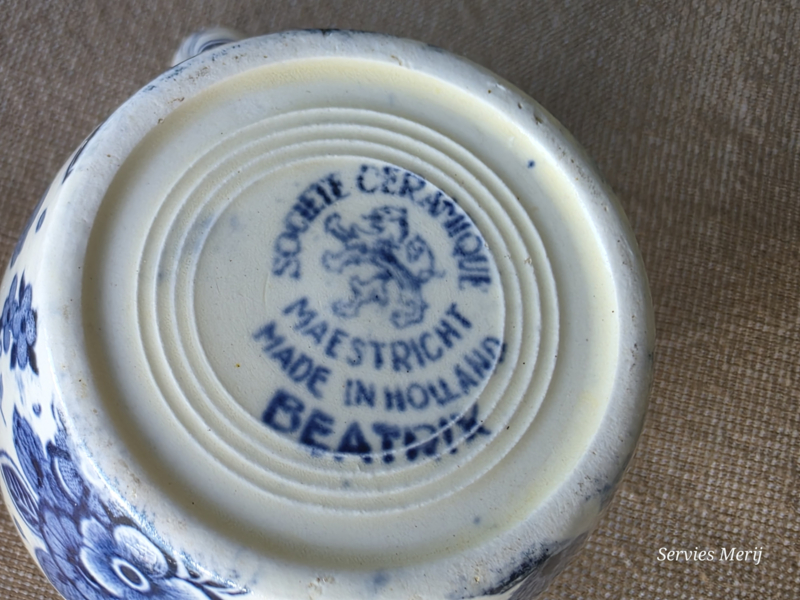 SOCIETE CERAMIQUE
MAESTRICHT
MADE IN HOLLAND
BEATRIX
Servies Merij